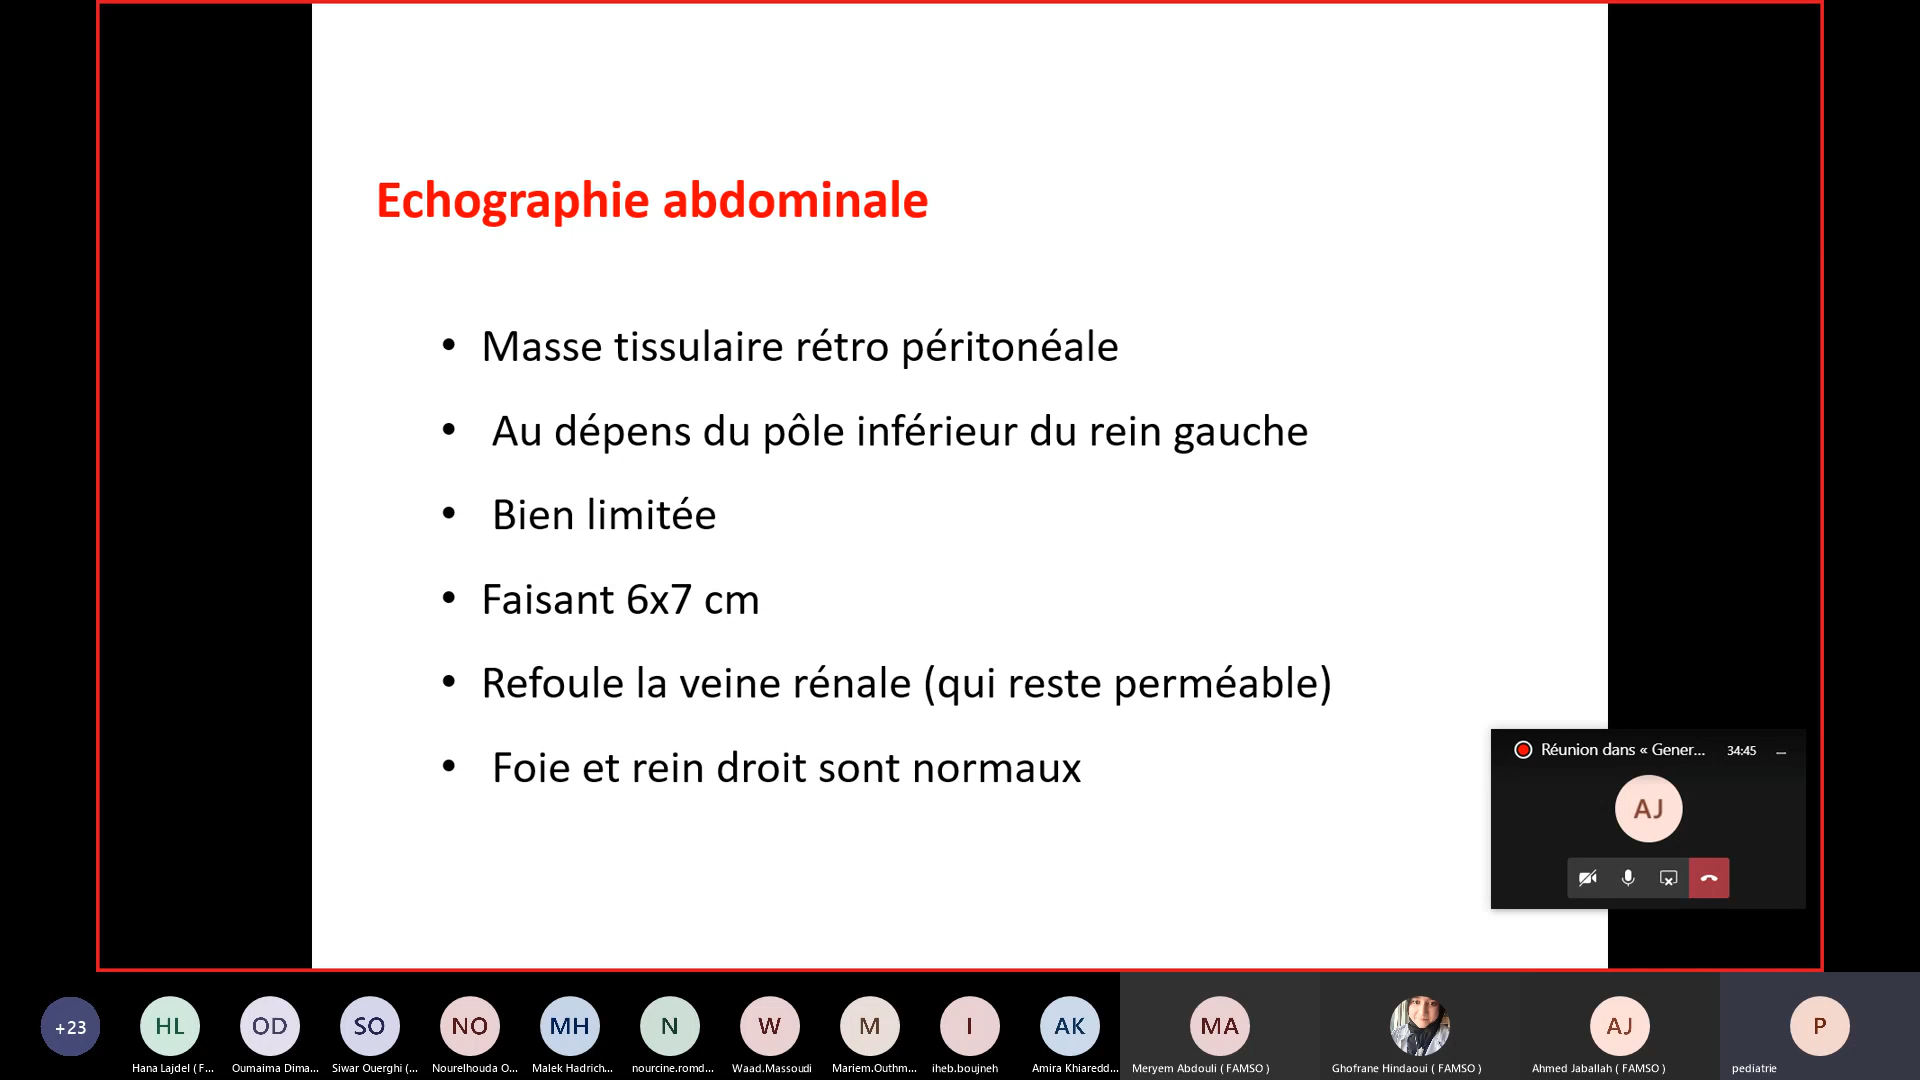 Echographie abdominale
• Masse tissulaire rétro péritonéale
• Au dépens du pôle inférieur du rein gauche
• Bien limitée
• Faisant 6x7 cm
• Refoule la veine rénale (qui reste perméable)
• Foie et rein droit sont normaux
Réunion dans « Gener... 34:45
AJ
+23 HL OD SO NO MH N W M I AK MA AJ P
Hana Lajdel ( F... Oumaima Dima... Siwar Ouerghi (... Nourelhouda O... Malek Hadrich... nourcine.romd... Waad.Massoudi Mariem.Outhm... iheb.boujneh Amira Khiaredd... Meryem Abdouli ( FAMSO ) Ghofrane Hindaoui ( FAMSO ) Ahmed Jaballah ( FAMSO ) pediatrie